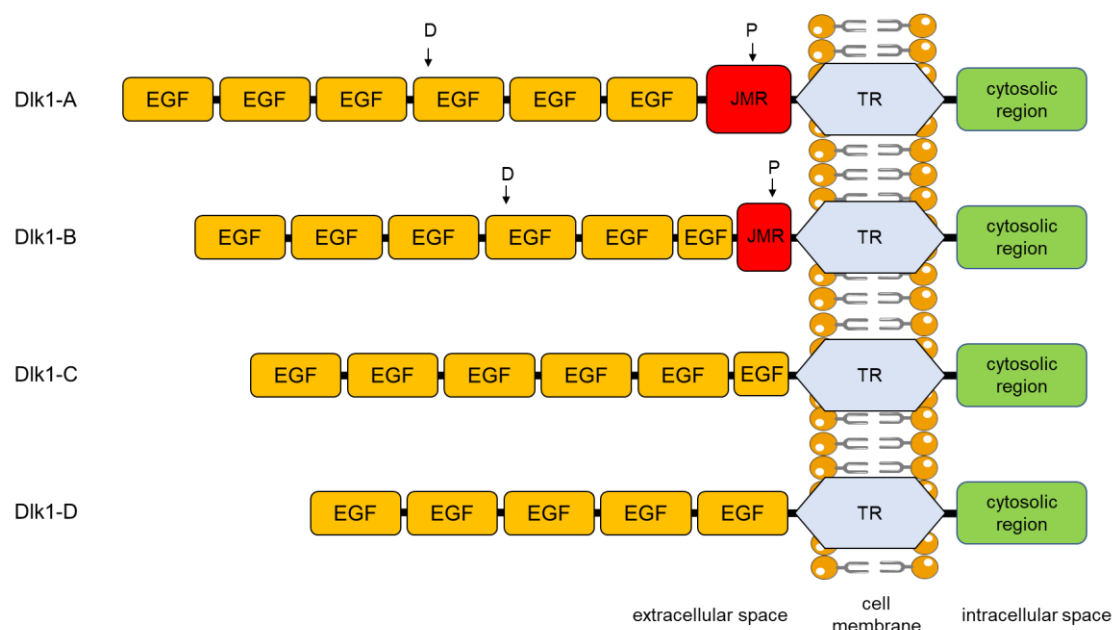 D
P
Dlk1-A
EGF EGF EGF EGF EGF EGF JMR TR cytosolic
region
D
P
Dlk1-B
EGF EGF EGF EGF EGF EGF JMR TR cytosolic
region
Dlk1-C
EGF EGF EGF EGF EGF EGF TR cytosolic
region
Dlk1-D
EGF EGF EGF EGF EGF TR cytosolic
region
extracellular space
cell
membrane
intracellular space